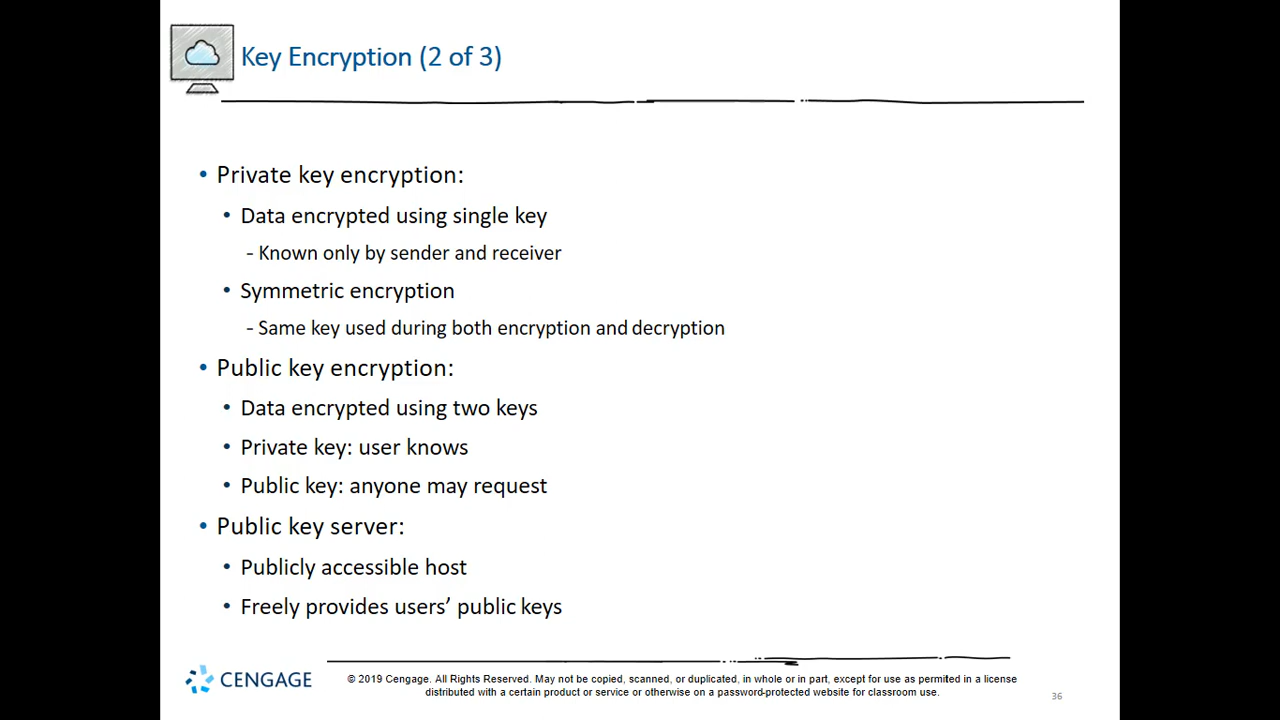 Key Encryption (2 of 3)
• Private key encryption:
• Data encrypted using single key
- Known only by sender and receiver
• Symmetric encryption
- Same key used during both encryption and decryption
• Public key encryption:
• Data encrypted using two keys
• Private key: user knows
• Public key: anyone may request
• Public key server:
• Publicly accessible host
• Freely provides users’ public keys
CENGAGE
© 2019 Cengage. All Rights Reserved. May not be copied, scanned, or duplicated, in whole or in part, except for use as permitted in a license
distributed with a certain product or service or otherwise on a password-protected website for classroom use.
36